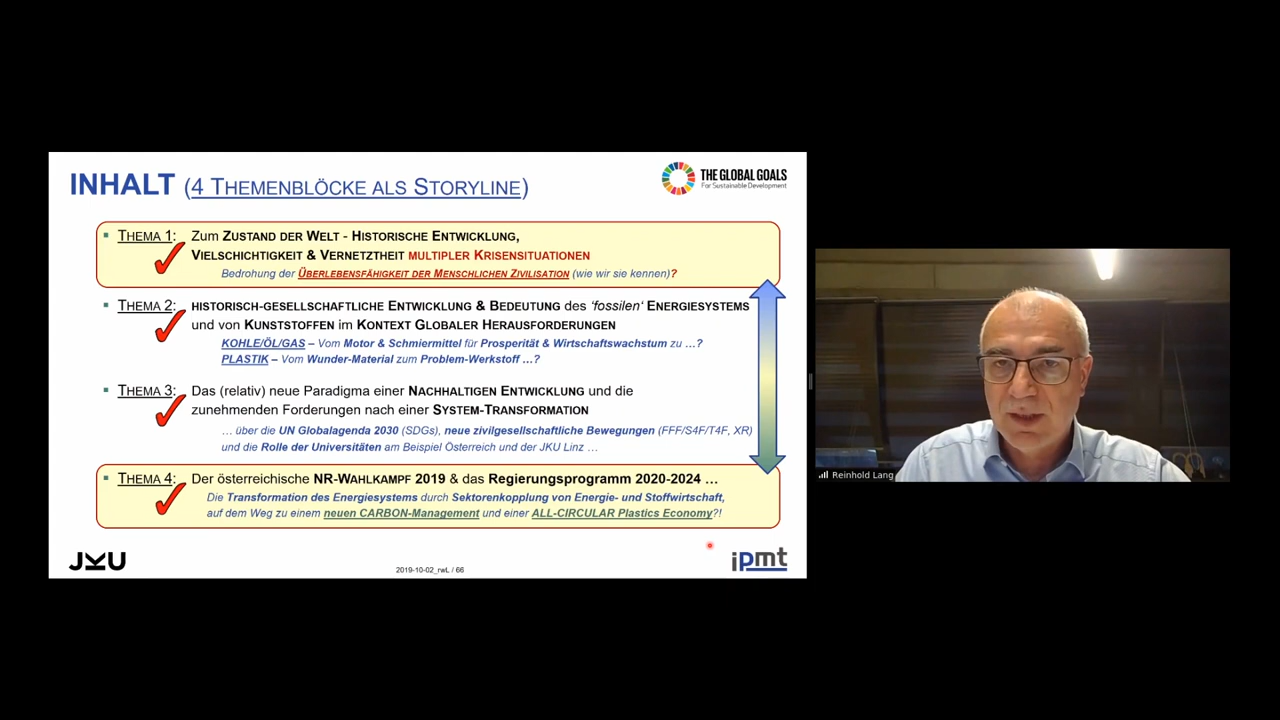 INHALT (4 THEMENBLÖCKE ALS STORYLINE)
THE GLOBAL GOALS
For Sustainable Development
▪ THEMA 1: Zum ZUSTAND DER WELT - HISTORISCHE ENTWICKLUNG,
VIELSCHICHTIGKEIT & VERNETZTHEIT MULTIPLER KRISENSITUATIONEN
Bedrohung der ÜBERLEBENSFÄHIGKEIT DER MENSCHLICHEN ZIVILISATION (wie wir sie kennen)?
▪ THEMA 2: HISTORISCH-GESELLSCHAFTLICHE ENTWICKLUNG & BEDEUTUNG des 'fossilen' ENERGIESYSTEMS
und von KUNSTSTOFFEN im KONTEXT GLOBALER HERAUSFORDERUNGEN
KOHLE/ÖL/GAS – Vom Motor & Schmiermittel für Prosperität & Wirtschaftswachstum zu …?
PLASTIK – Vom Wunder-Material zum Problem-Werkstoff …?
▪ THEMA 3: Das (relativ) neue Paradigma einer NACHHALTIGEN ENTWICKLUNG und die
zunehmenden Forderungen nach einer SYSTEM-TRANSFORMATION
… über die UN Globalagenda 2030 (SDGs), neue zivilgesellschaftliche Bewegungen (FFF/S4F/T4F, XR)
und die Rolle der Universitäten am Beispiel Österreich und der JKU Linz …
▪ THEMA 4: Der österreichische NR-WAHLKAMPF 2019 & das Regierungsprogramm 2020-2024 …
Die Transformation des Energiesystems durch Sektorenkopplung von Energie- und Stoffwirtschaft,
auf dem Weg zu einem neuen CARBON-Management und einer ALL-CIRCULAR Plastics Economy?!
JKU
2019-10-02_rwL / 66
ipmt
Reinhold Lang